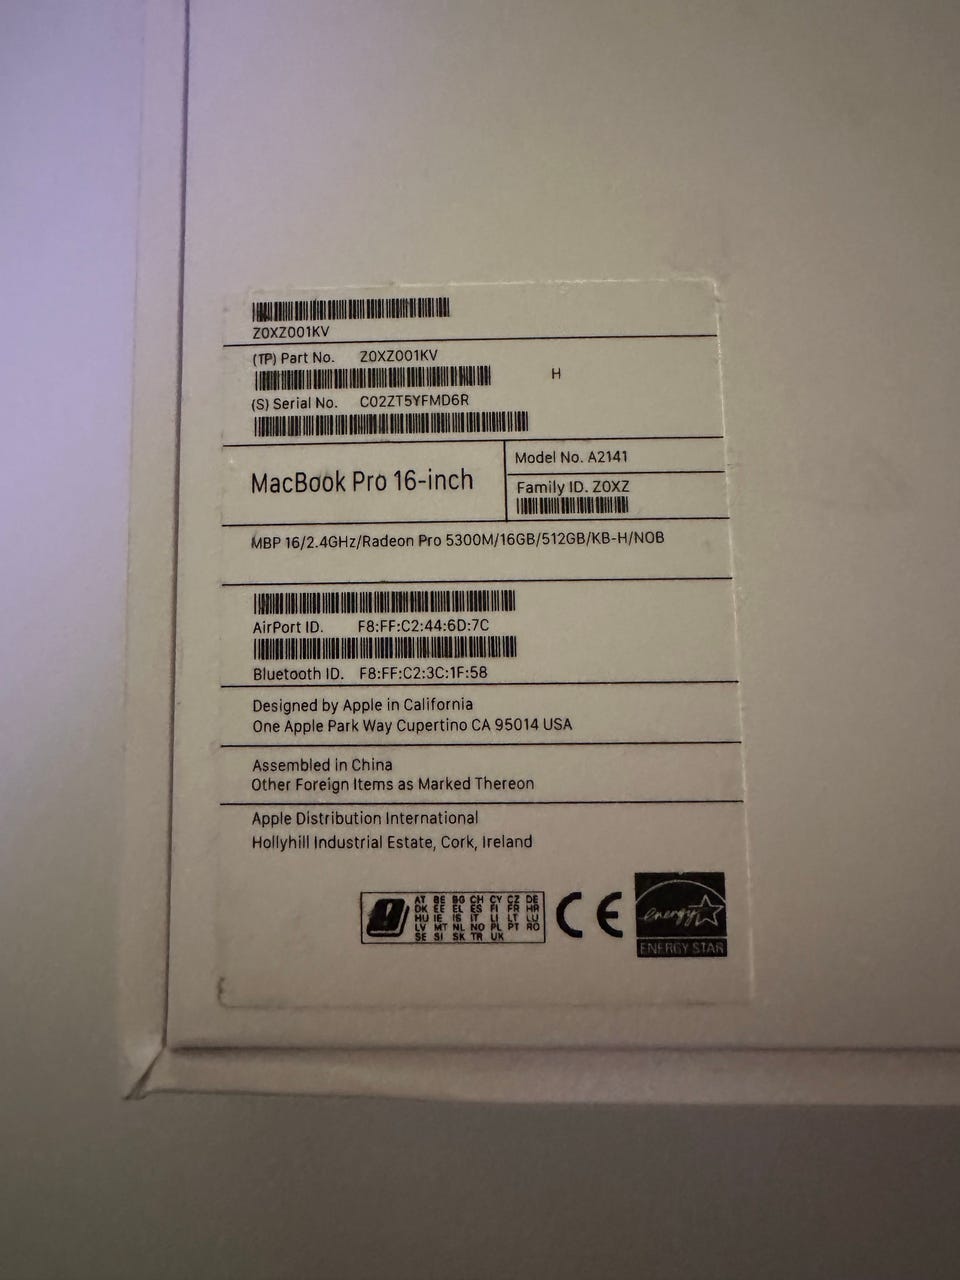 Z0XZ001KV
(TP) Part No. Z0XZ001KV
H
(S) Serial No. C02ZT5YFMD6R
MacBook Pro 16-inch
Model No. A2141
Family ID. Z0XZ
MBP 16/2.4GHz/Radeon Pro 5300M/16GB/512GB/KB-H/NOB
AirPort ID. F8:FF:C2:44:6D:7C
Bluetooth ID. F8:FF:C2:3C:1F:58
Designed by Apple in California
One Apple Park Way Cupertino CA 95014 USA
Assembled in China
Other Foreign Items as Marked Thereon
Apple Distribution International
Hollyhill Industrial Estate, Cork, Ireland
AT BE BG CH CY CZ DE
DK EE EL ES FI FR HR
HU IE IS IT LI LT LU
LV MT NL NO PL PT RO
SE SI SK TR UK
CE
energy
ENERGY STAR